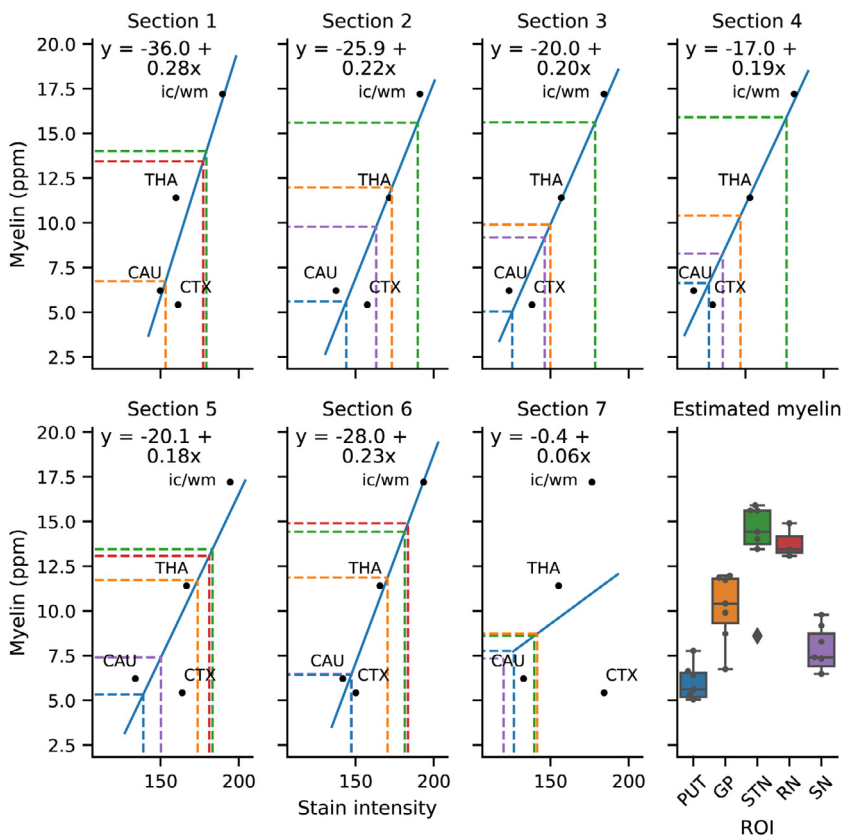 Section 1
Section 2
Section 3
Section 4
20.0
17.5
15.0
12.5
10.0
7.5
5.0
2.5
Myelin (ppm)
y = -36.0 +
0.28x
ic/wm
THA
CAU
CTX
150
200
y = -25.9 +
0.22x
ic/wm
THA
CAU
CTX
150
200
y = -20.0 +
0.20x
ic/wm
THA
CAU
CTX
150
200
y = -17.0 +
0.19x
ic/wm
THA
CAU
CTX
Section 5
Section 6
Section 7
Estimated myelin
20.0
17.5
15.0
12.5
10.0
7.5
5.0
2.5
Myelin (ppm)
y = -20.1 +
0.18x
ic/wm
THA
CAU
CTX
150
200
y = -28.0 +
0.23x
ic/wm
THA
CAU
CTX
150
200
y = -0.4 +
0.06x
ic/wm
THA
CAU
CTX
150
200
Stain intensity
PUT
GP
STN
RN
SN
ROI